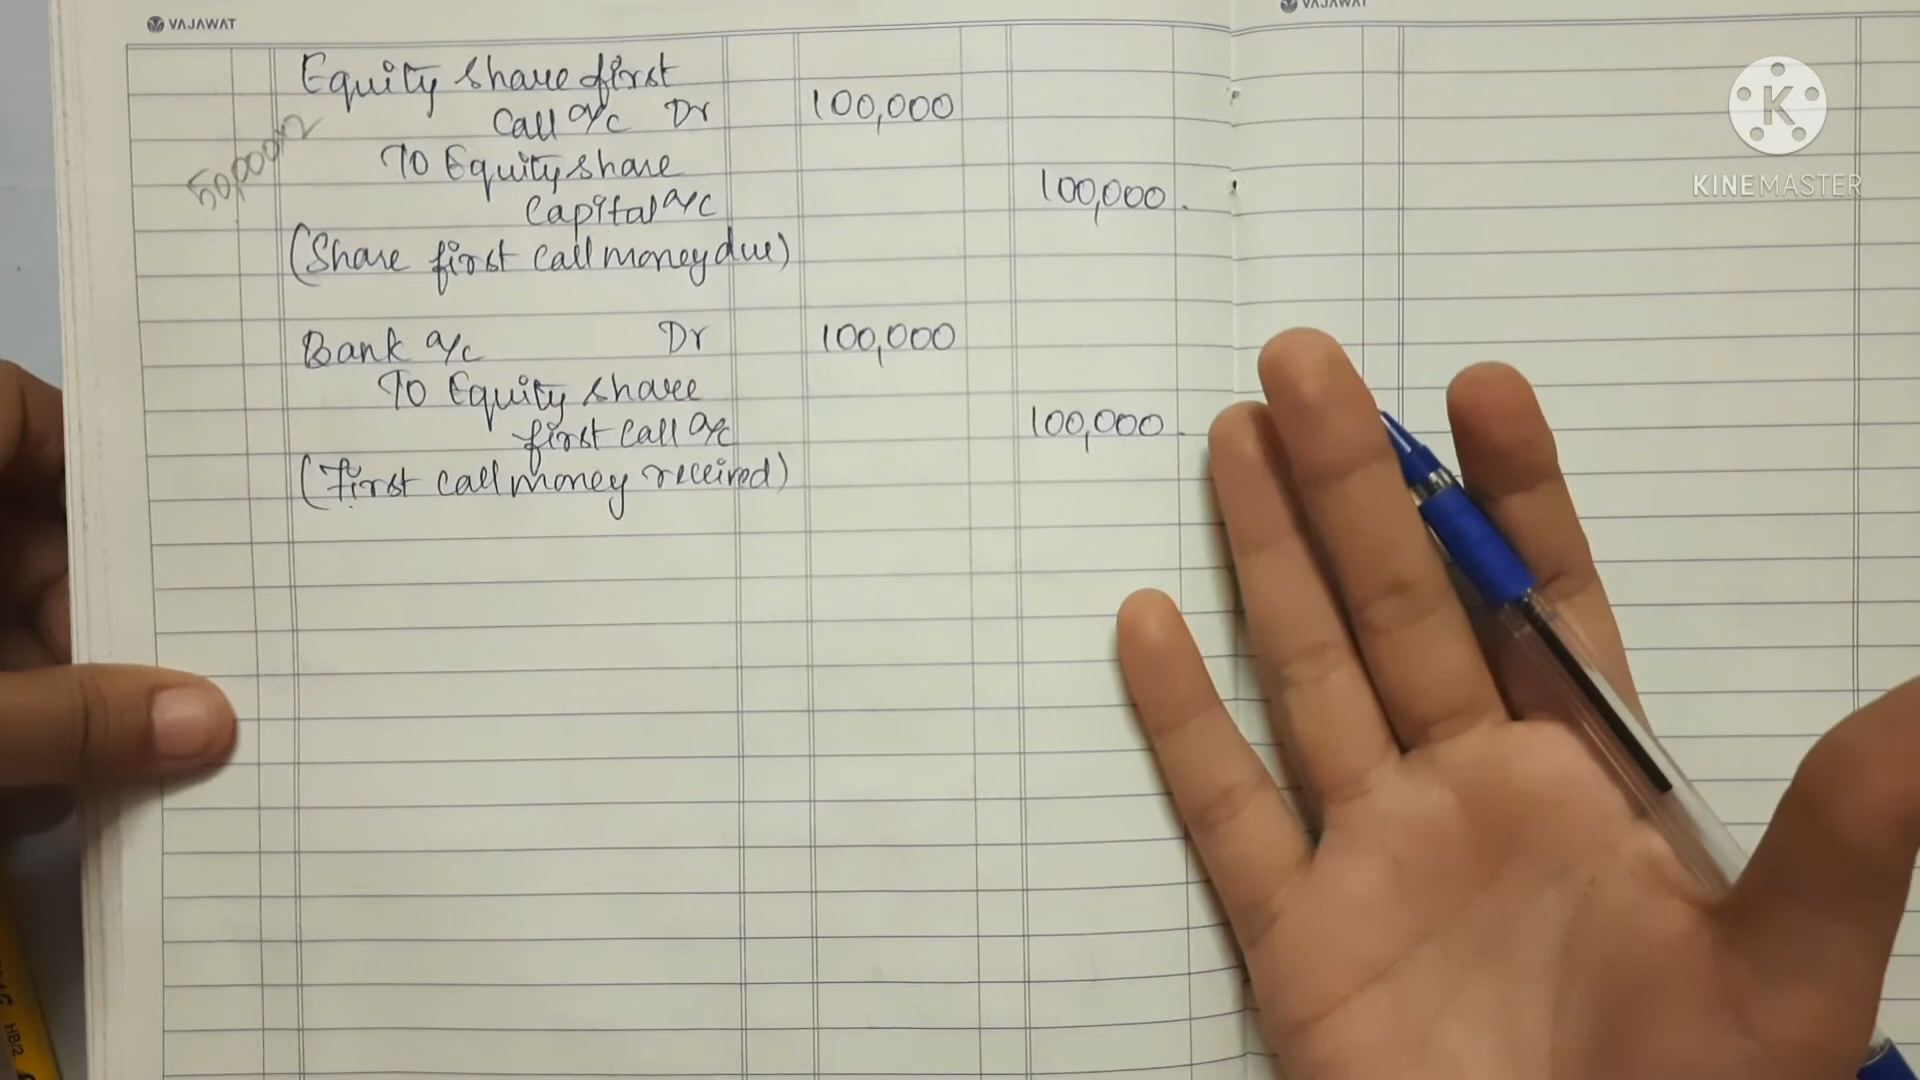 VAJAWAT
VAJAWAT
Equity share first
Call a/c Dr 100,000
To Equity share
Capital a/c 100,000.
50,000x2
(Share first call money due)
Bank a/c Dr 100,000
To Equity share
first call a/c 100,000
(First call money received)
K
KINEMASTER
HB/2